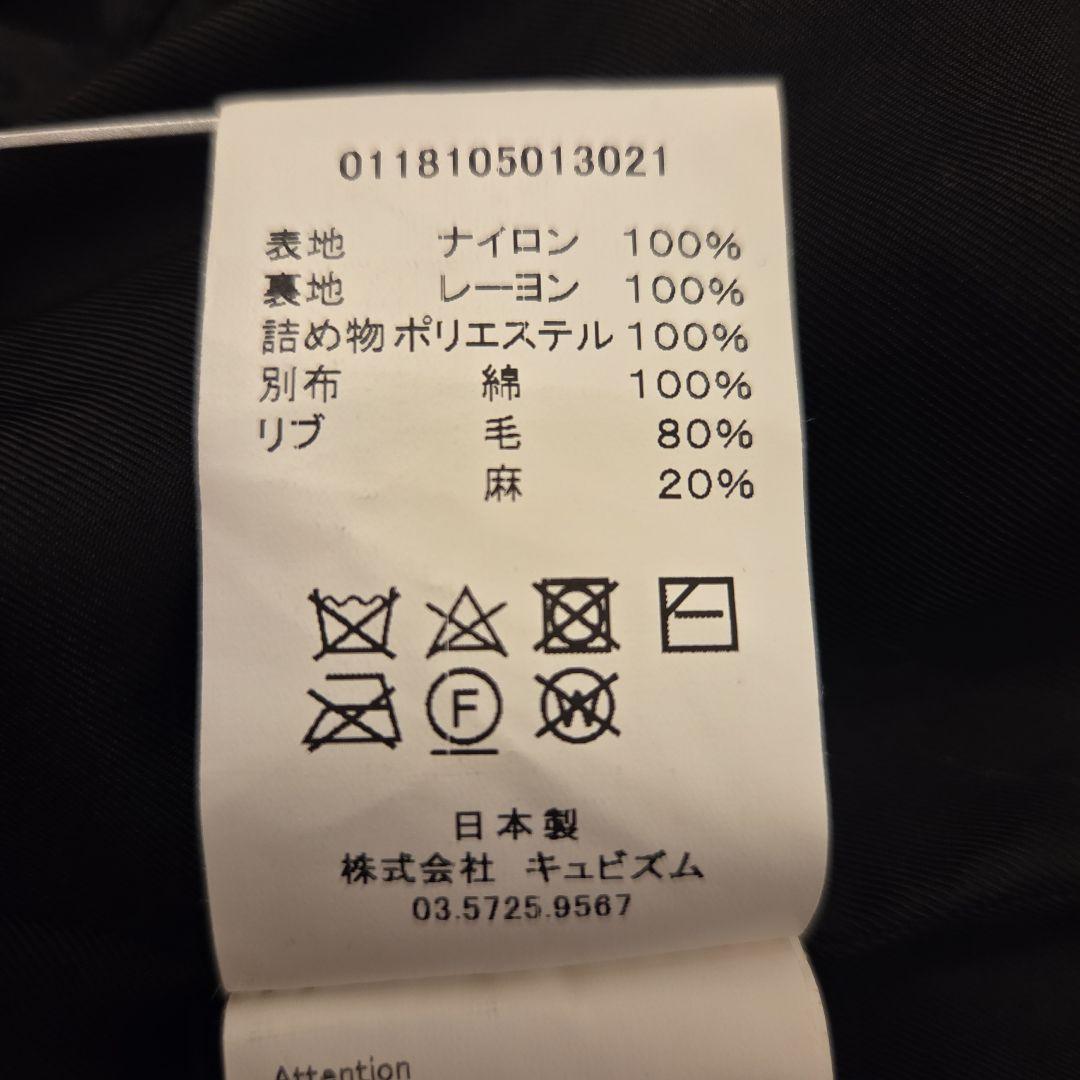 0118105013021
表地 ナイロン 100%
裏地 レーヨン 100%
詰め物 ポリエステル 100%
別布 綿 100%
リブ 毛 80%
麻 20%
F
W
日本製
株式会社 キュビズム
03.5725.9567
Attention